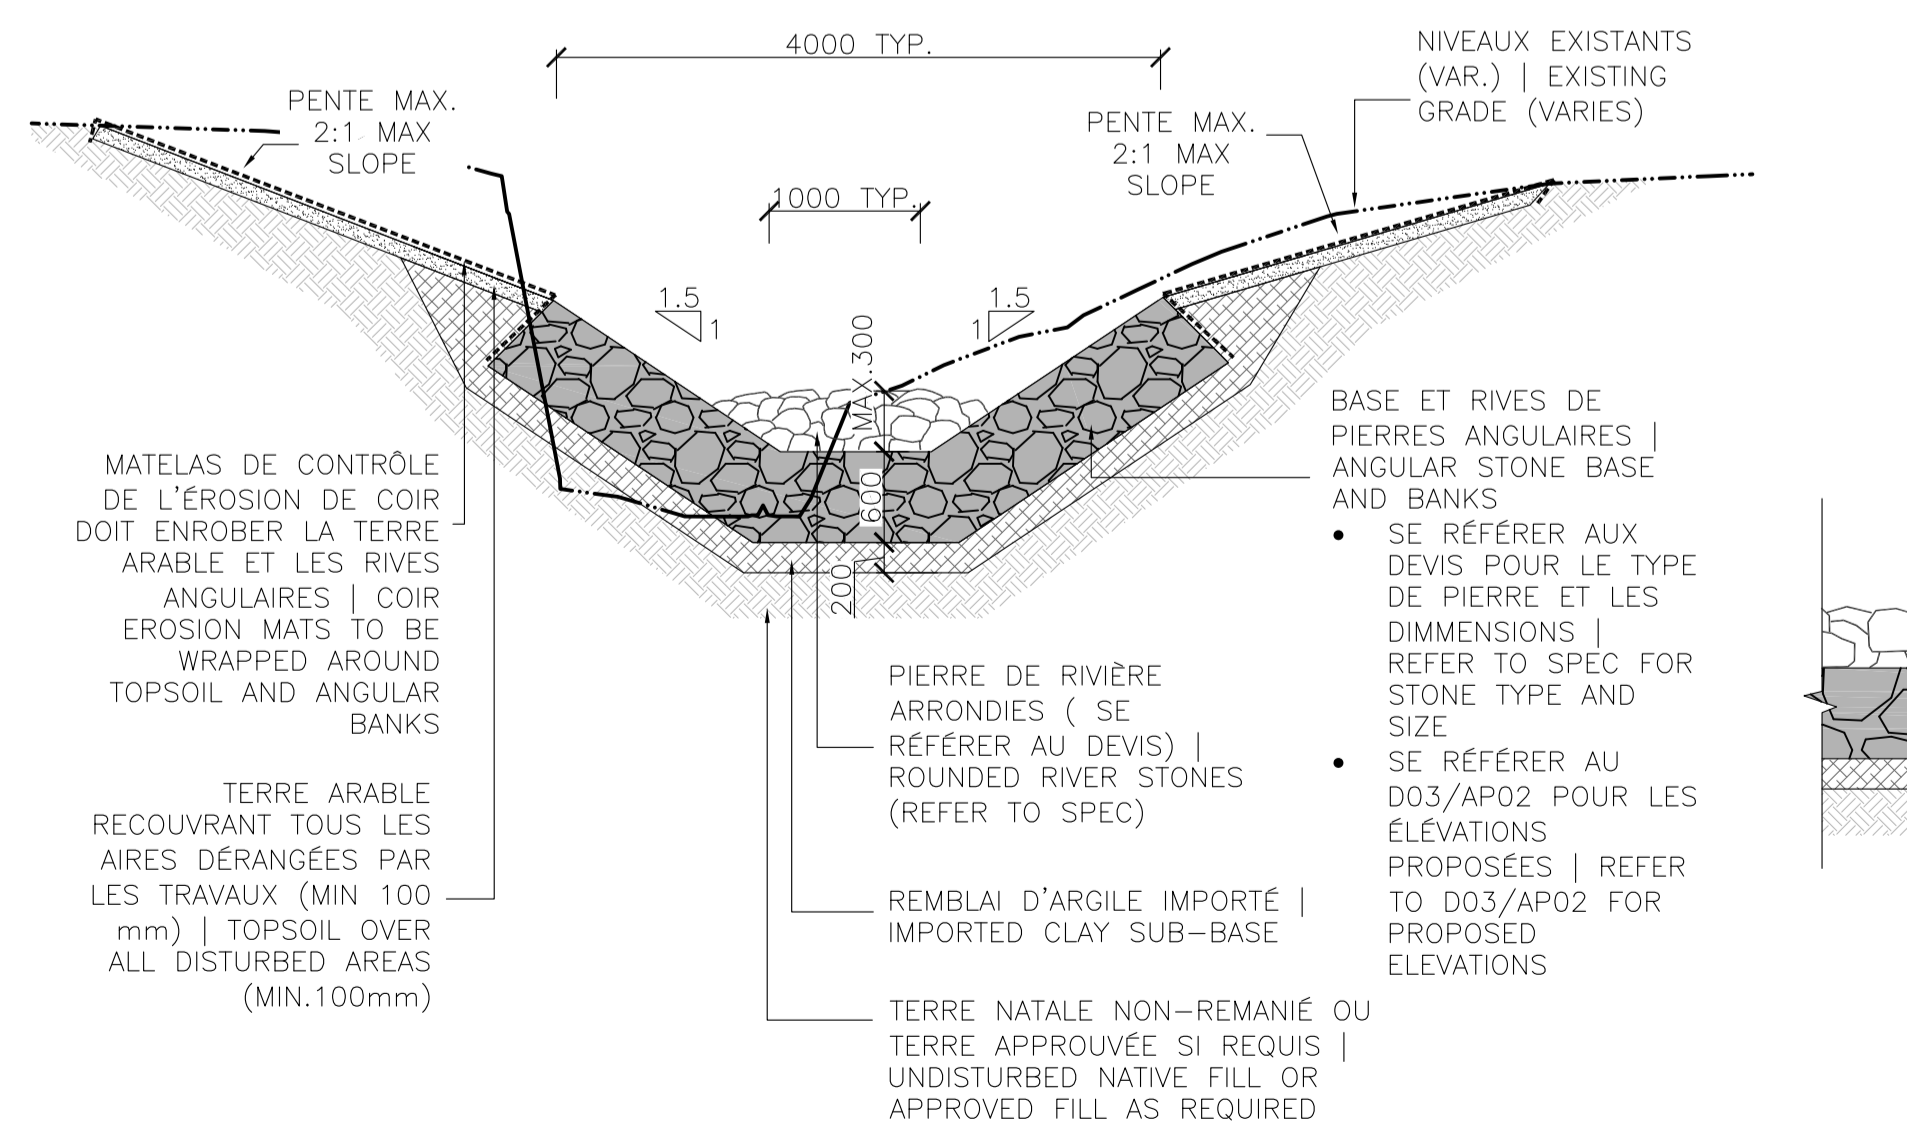 4000 TYP.
NIVEAUX EXISTANTS
(VAR.) | EXISTING
GRADE (VARIES)
PENTE MAX.
2:1 MAX
SLOPE
PENTE MAX.
2:1 MAX
SLOPE
1000 TYP.
1.5
1
1.5
1
MAX.300
600
200
MATELAS DE CONTRÔLE
DE L'ÉROSION DE COIR
DOIT ENROBER LA TERRE
ARABLE ET LES RIVES
ANGULAIRES | COIR
EROSION MATS TO BE
WRAPPED AROUND
TOPSOIL AND ANGULAR
BANKS
TERRE ARABLE
RECOUVRANT TOUS LES
AIRES DÉRANGÉES PAR
LES TRAVAUX (MIN 100
mm) | TOPSOIL OVER
ALL DISTURBED AREAS
(MIN.100mm)
PIERRE DE RIVIÈRE
ARRONDIES ( SE
RÉFÉRER AU DEVIS) |
ROUNDED RIVER STONES
(REFER TO SPEC)
REMBLAI D'ARGILE IMPORTÉ |
IMPORTED CLAY SUB-BASE
TERRE NATALE NON-REMANIÉ OU
TERRE APPROUVÉE SI REQUIS |
UNDISTURBED NATIVE FILL OR
APPROVED FILL AS REQUIRED
BASE ET RIVES DE
PIERRES ANGULAIRES |
ANGULAR STONE BASE
AND BANKS
• SE RÉFÉRER AUX
DEVIS POUR LE TYPE
DE PIERRE ET LES
DIMMENSIONS |
REFER TO SPEC FOR
STONE TYPE AND
SIZE
• SE RÉFÉRER AU
D03/AP02 POUR LES
ÉLÉVATIONS
PROPOSÉES | REFER
TO D03/AP02 FOR
PROPOSED
ELEVATIONS